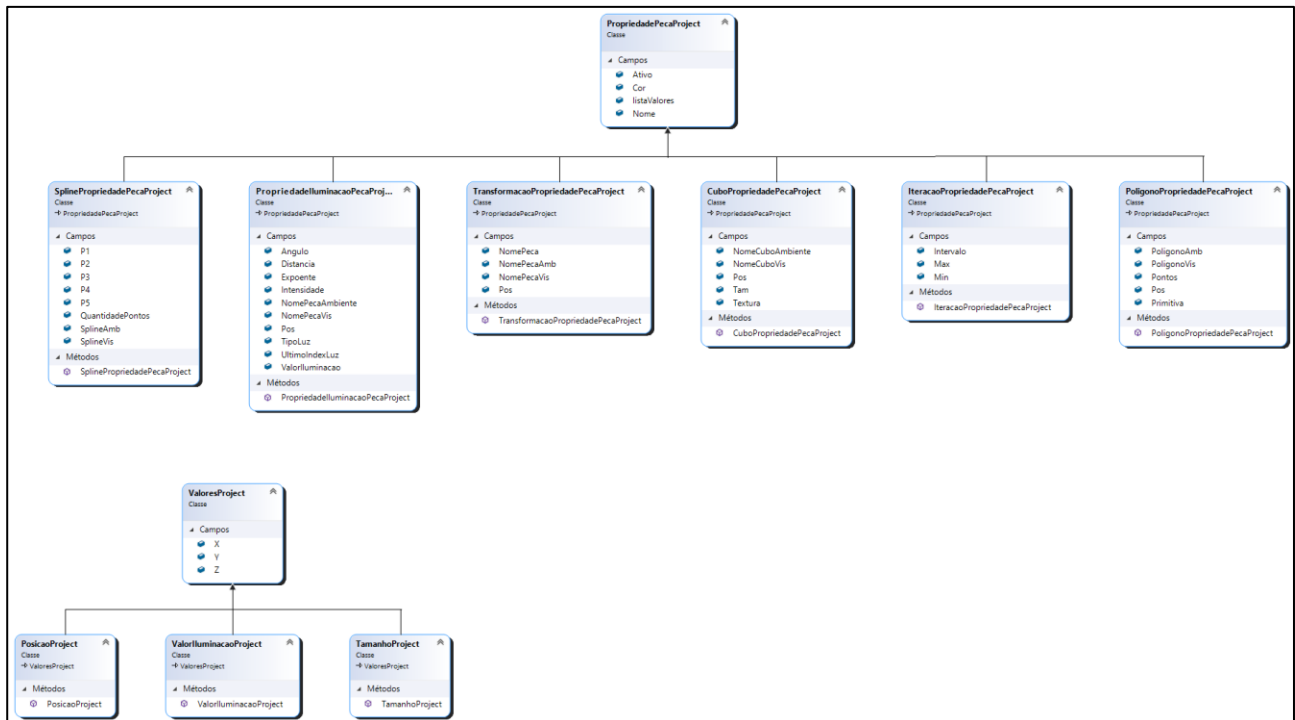 PropriedadePecaProject
Classe
Campos
Ativo
Cor
listaValores
Nome
SplinePropriedadePecaProject
Classe
PropriedadePecaProject
Campos
P1
P2
P3
P4
P5
QuantidadePontos
SplineAmb
SplineVis
Métodos
SplinePropriedadePecaProject
PropriedadeIluminacaoPecaProj...
Classe
PropriedadePecaProject
Campos
Angulo
Distancia
Expoente
Intensidade
NomePecaAmbiente
NomePecaVis
Pos
TipoLuz
UltimoIndexLuz
ValorIluminacao
Métodos
PropriedadeIluminacaoPecaProject
TransformacaoPropriedadePecaProject
Classe
PropriedadePecaProject
Campos
NomePeca
NomePecaAmb
NomePecaVis
Pos
Métodos
TransformacaoPropriedadePecaProject
CuboPropriedadePecaProject
Classe
PropriedadePecaProject
Campos
NomeCuboAmbiente
NomeCuboVis
Pos
Tam
Textura
Métodos
CuboPropriedadePecaProject
IteracaoPropriedadePecaProject
Classe
PropriedadePecaProject
Campos
Intervalo
Max
Min
Métodos
IteracaoPropriedadePecaProject
PoligonoPropriedadePecaProject
Classe
PropriedadePecaProject
Campos
PoligonoAmb
PoligonoVis
Pontos
Pos
Primitiva
Métodos
PoligonoPropriedadePecaProject
ValoresProject
Classe
Campos
X
Y
Z
PosicaoProject
Classe
ValoresProject
Métodos
PosicaoProject
ValorIluminacaoProject
Classe
ValoresProject
Métodos
ValorIluminacaoProject
TamanhoProject
Classe
ValoresProject
Métodos
TamanhoProject